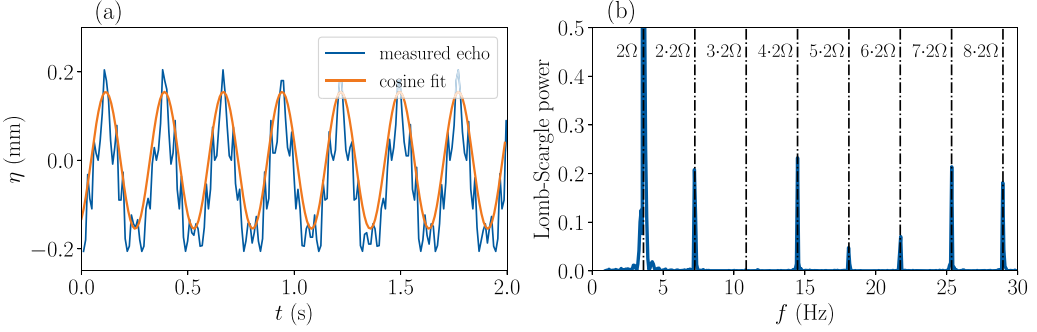 (a)
η (mm)
0.2
0.0
−0.2
measured echo
cosine fit
0.0 0.5 1.0 1.5 2.0
t (s)
(b)
Lomb-Scargle power
0.5
0.4
0.3
0.2
0.1
0.0
2Ω 2·2Ω 3·2Ω 4·2Ω 5·2Ω 6·2Ω 7·2Ω 8·2Ω
0 5 10 15 20 25 30
f (Hz)